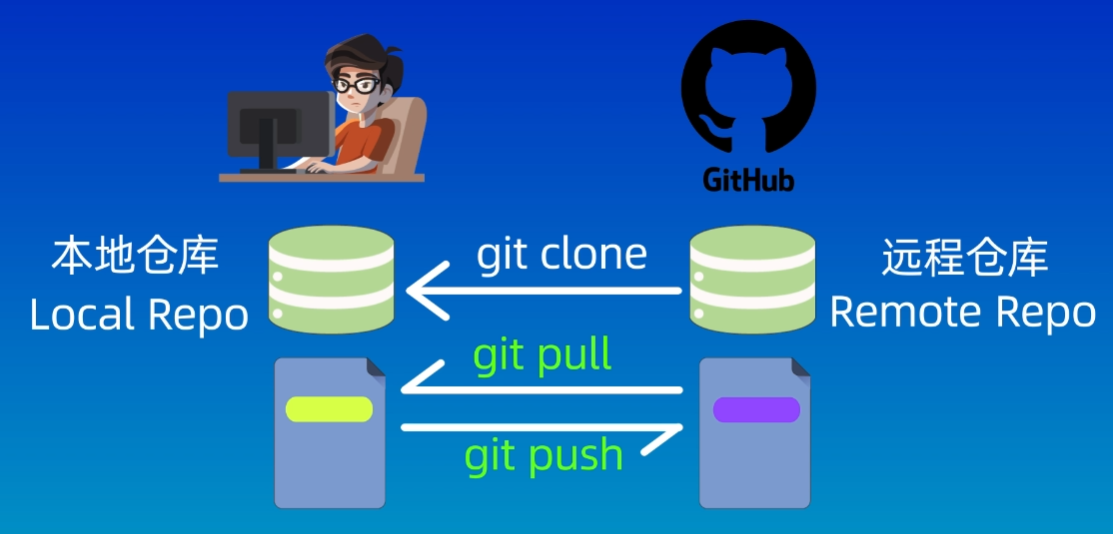 GitHub
本地仓库
Local Repo
git clone
远程仓库
Remote Repo
git pull
git push